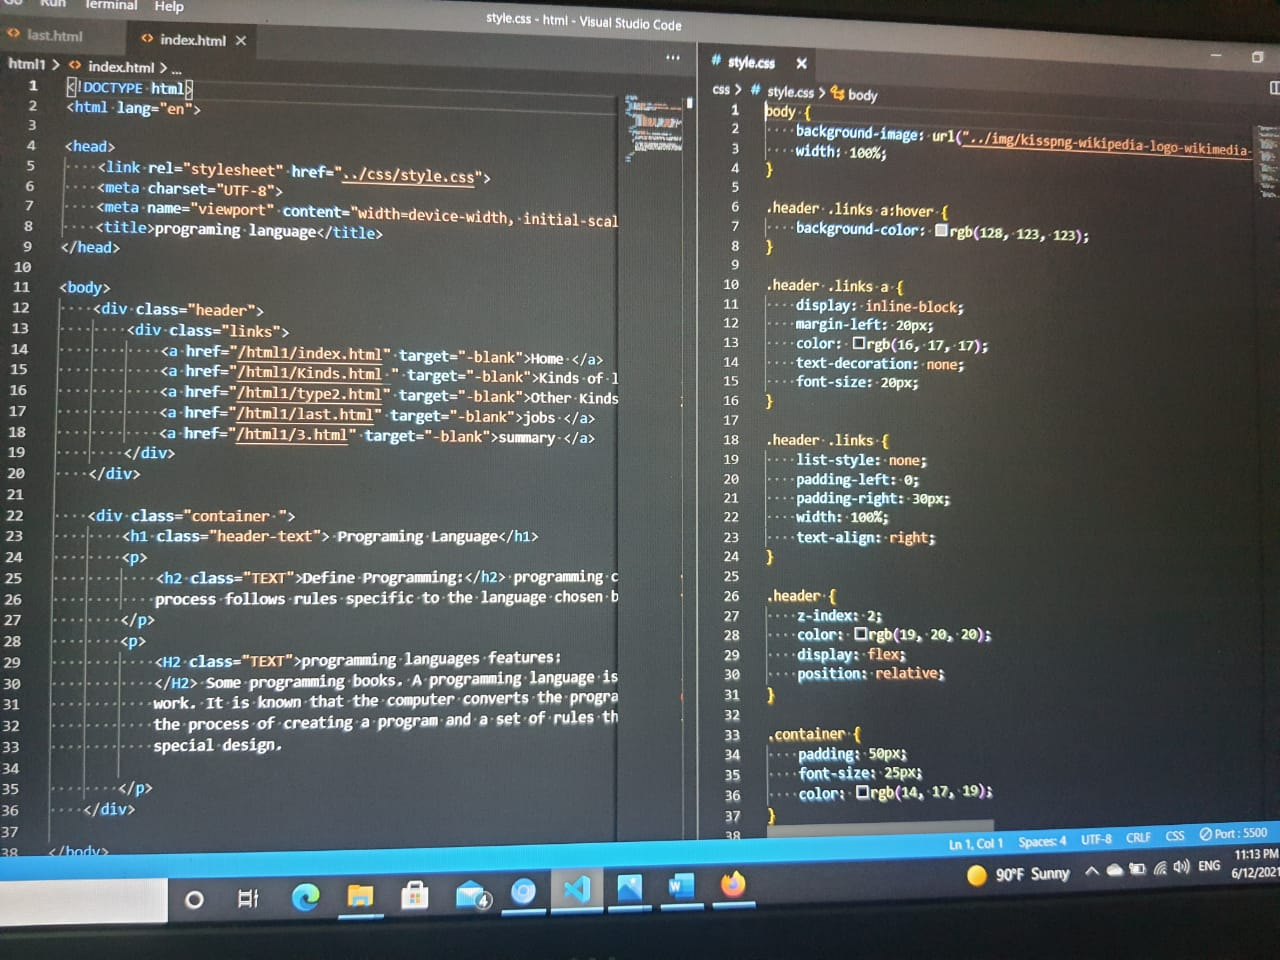 Go Run Terminal Help
style.css - html - Visual Studio Code
last.html
index.html
html1 > index.html > ...
1 <!DOCTYPE html>
2 <html lang="en">
3
4 <head>
5 <link rel="stylesheet" href="../css/style.css">
6 <meta charset="UTF-8">
7 <meta name="viewport" content="width=device-width, initial-scal
8 <title>programing language</title>
9 </head>
10
11 <body>
12 <div class="header">
13 <div class="links">
14 <a href="/html1/index.html" target="-blank">Home </a>
15 <a href="/html1/Kinds.html " target="-blank">Kinds of l
16 <a href="/html1/type2.html" target="-blank">Other Kinds
17 <a href="/html1/last.html" target="-blank">jobs </a>
18 <a href="/html1/3.html" target="-blank">summary </a>
19 </div>
20 </div>
21
22 <div class="container ">
23 <h1 class="header-text"> Programing Language</h1>
24 <p>
25 <h2 class="TEXT">Define Programming:</h2> programming c
26 process follows rules specific to the language chosen b
27 </p>
28 <p>
29 <H2 class="TEXT">programming languages features:
30 </H2> Some programming books. A programming language is
31 work. It is known that the computer converts the progra
32 the process of creating a program and a set of rules th
33 special design.
34
35 </p>
36 </div>
37
38 </body>
style.css
css > style.css > body
1 body {
2 background-image: url("../img/kisspng-wikipedia-logo-wikimedia-
3 width: 100%;
4 }
5
6 .header .links a:hover {
7 background-color: rgb(128, 123, 123);
8 }
9
10 .header .links a {
11 display: inline-block;
12 margin-left: 20px;
13 color: rgb(16, 17, 17);
14 text-decoration: none;
15 font-size: 20px;
16 }
17
18 .header .links {
19 list-style: none;
20 padding-left: 0;
21 padding-right: 30px;
22 width: 100%;
23 text-align: right;
24 }
25
26 .header {
27 z-index: 2;
28 color: rgb(19, 20, 20);
29 display: flex;
30 position: relative;
31 }
32
33 .container {
34 padding: 50px;
35 font-size: 25px;
36 color: rgb(14, 17, 19);
37 }
38
Ln 1, Col 1 Spaces: 4 UTF-8 CRLF CSS Port : 5500
4
90°F Sunny ENG
11:13 PM
6/12/2021